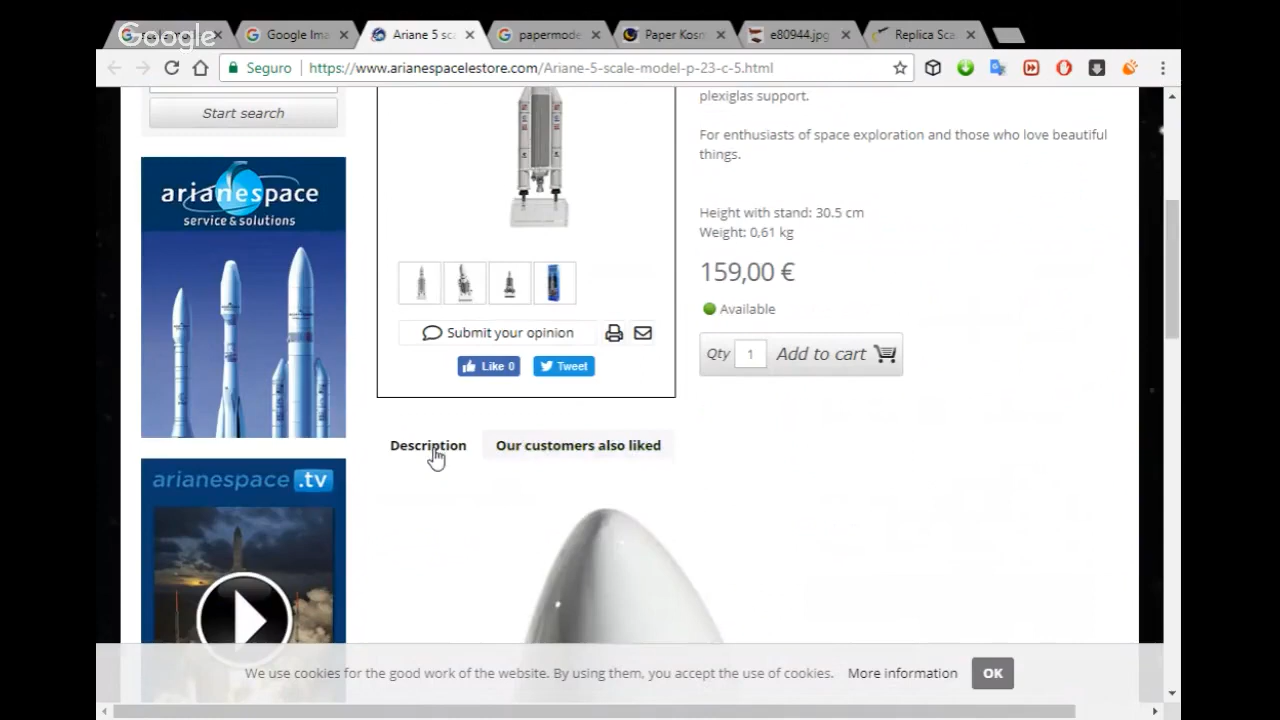 Google
Google Ima
Ariane 5 sca
papermode
Paper Kosm
e80944.jpg
Replica Sca
Seguro
https://www.arianespacelestore.com/Ariane-5-scale-model-p-23-c-5.html
Start search
arianespace
service & solutions
arianespace .tv
Submit your opinion
Like 0
Tweet
plexiglas support.
For enthusiasts of space exploration and those who love beautiful
things.
Height with stand: 30.5 cm
Weight: 0,61 kg
159,00 €
Available
Qty 1 Add to cart
Description
Our customers also liked
We use cookies for the good work of the website. By using them, you accept the use of cookies. More information OK